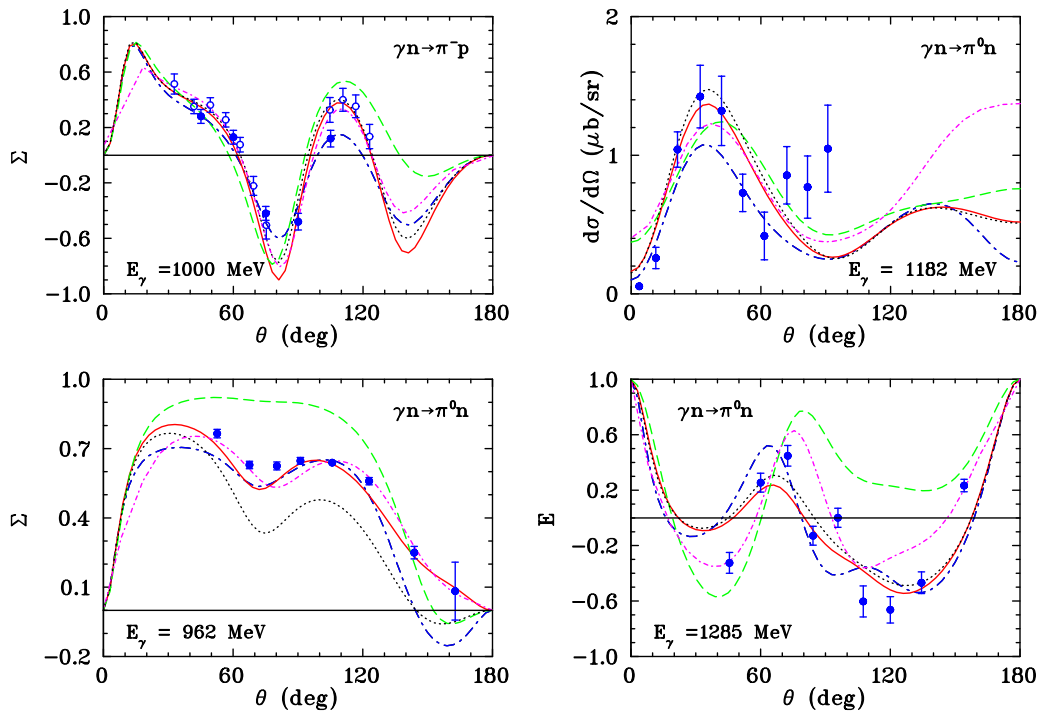 1.0
0.6
0.2
−0.2
−0.6
−1.0
Σ
γn→π⁻p
E_γ =1000 MeV
0 60 120 180
θ (deg)
2
1
0
dσ/dΩ (μb/sr)
γn→π⁰n
E_γ = 1182 MeV
0 60 120 180
θ (deg)
1.0
0.7
0.4
0.1
−0.2
Σ
γn→π⁰n
E_γ = 962 MeV
0 60 120 180
θ (deg)
1.0
0.6
0.2
−0.2
−0.6
−1.0
E
γn→π⁰n
E_γ =1285 MeV
0 60 120 180
θ (deg)